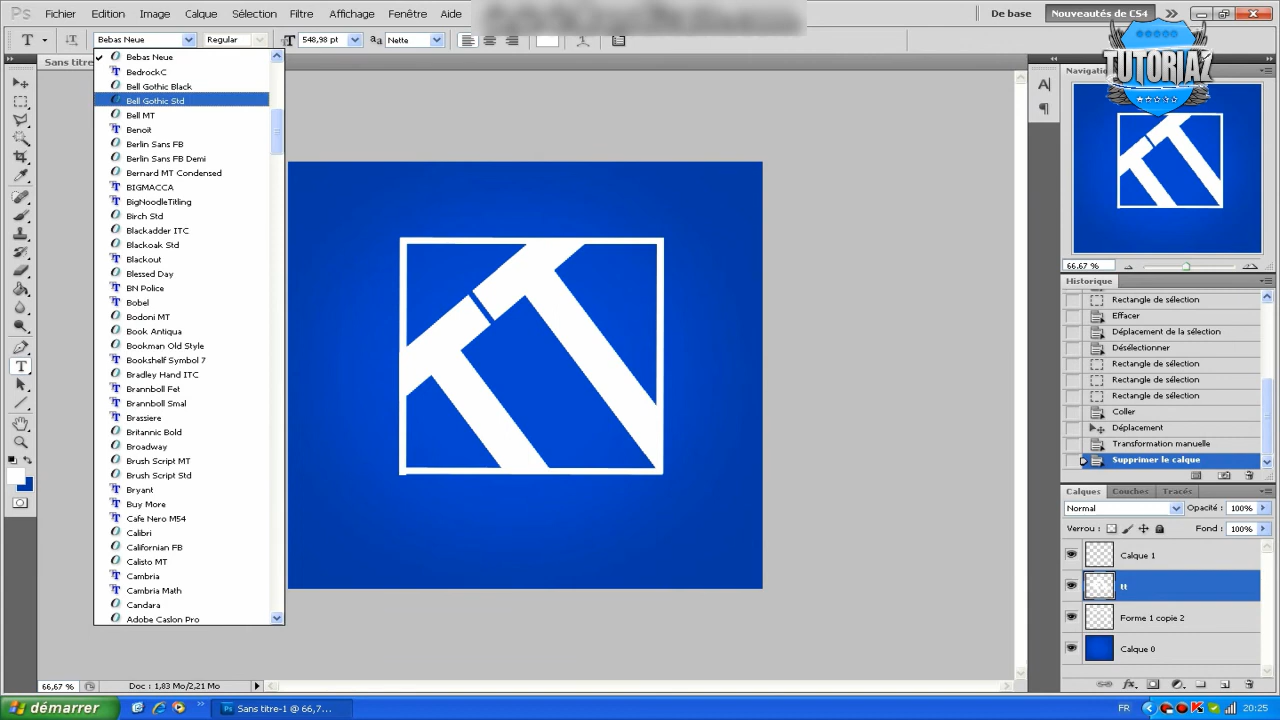 Ps Fichier Edition Image Calque Sélection Filtre Affichage Fenêtre Aide De base Nouveautés de CS4
T Bebas Neue Regular 548,98 pt Nette
Sans titre
TUTORIAZ
Navigation
66,67 %
Historique
Rectangle de sélection
Effacer
Déplacement de la sélection
Désélectionner
Rectangle de sélection
Rectangle de sélection
Rectangle de sélection
Coller
Déplacement
Transformation manuelle
Supprimer le calque
Calques Couches Tracés
Normal Opacité : 100%
Verrou : Fond : 100%
Calque 1
tt
Forme 1 copie 2
Calque 0
Bebas Neue
BedrockC
Bell Gothic Black
Bell Gothic Std
Bell MT
Benoit
Berlin Sans FB
Berlin Sans FB Demi
Bernard MT Condensed
BIGMACCA
BigNoodleTitling
Birch Std
Blackadder ITC
Blackoak Std
Blackout
Blessed Day
BN Police
Bobel
Bodoni MT
Book Antiqua
Bookman Old Style
Bookshelf Symbol 7
Bradley Hand ITC
Brannboll Fet
Brannboll Smal
Brassiere
Britannic Bold
Broadway
Brush Script MT
Brush Script Std
Bryant
Buy More
Cafe Nero M54
Calibri
Californian FB
Calisto MT
Cambria
Cambria Math
Candara
Adobe Caslon Pro
66,67 % Doc : 1,83 Mo/2,21 Mo
démarrer Sans titre-1 @ 66,7... FR 20:25